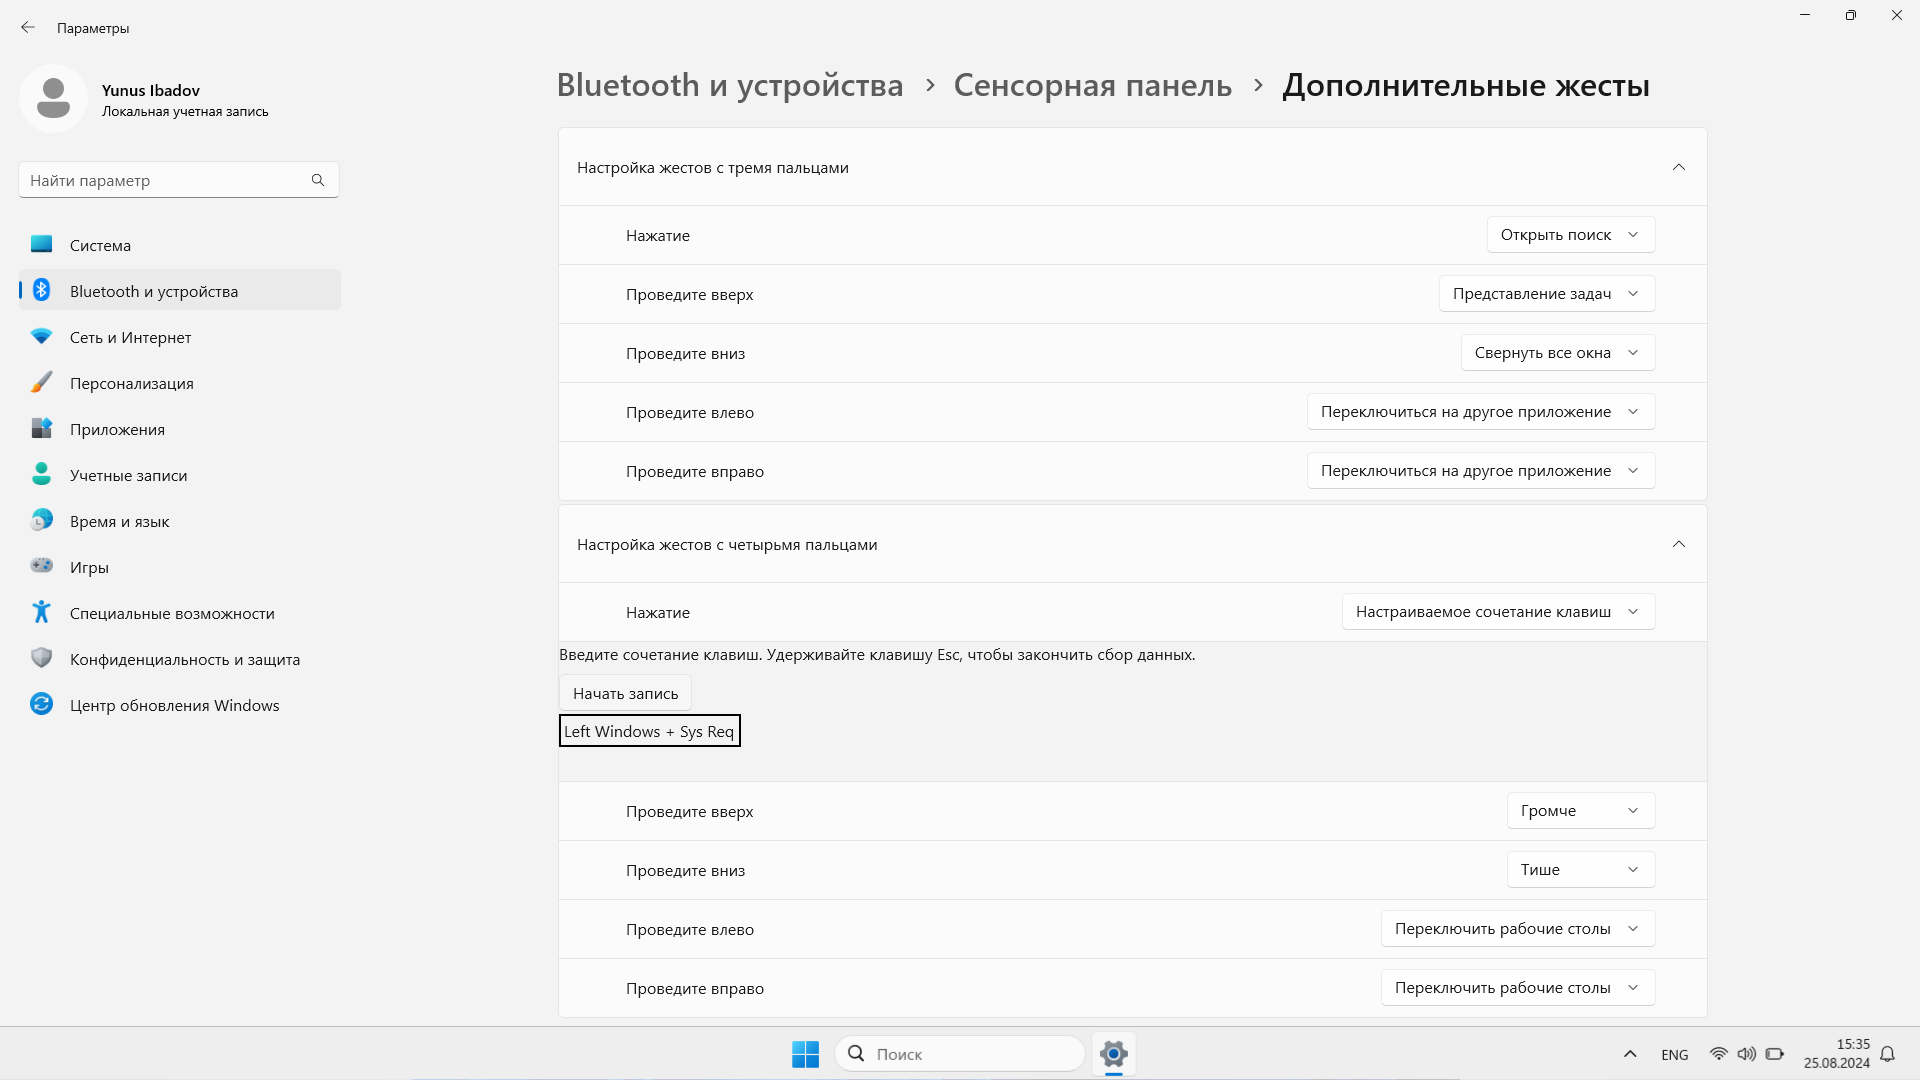 Параметры
Yunus Ibadov
Локальная учетная запись
Найти параметр
Система
Bluetooth и устройства
Сеть и Интернет
Персонализация
Приложения
Учетные записи
Время и язык
Игры
Специальные возможности
Конфиденциальность и защита
Центр обновления Windows
Bluetooth и устройства > Сенсорная панель > Дополнительные жесты
Настройка жестов с тремя пальцами
Нажатие Открыть поиск
Проведите вверх Представление задач
Проведите вниз Свернуть все окна
Проведите влево Переключиться на другое приложение
Проведите вправо Переключиться на другое приложение
Настройка жестов с четырьмя пальцами
Нажатие Настраиваемое сочетание клавиш
Введите сочетание клавиш. Удерживайте клавишу Esc, чтобы закончить сбор данных.
Начать запись
Left Windows + Sys Req
Проведите вверх Громче
Проведите вниз Тише
Проведите влево Переключить рабочие столы
Проведите вправо Переключить рабочие столы
Поиск
ENG
15:35
25.08.2024